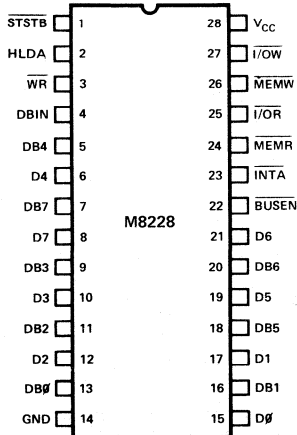 STSTB 1 28 VCC
HLDA 2 27 I/OW
WR 3 26 MEMW
DBIN 4 25 I/OR
DB4 5 24 MEMR
D4 6 23 INTA
DB7 7 22 BUSEN
M8228
D7 8 21 D6
DB3 9 20 DB6
D3 10 19 D5
DB2 11 18 DB5
D2 12 17 D1
DB0 13 16 DB1
GND 14 15 D0